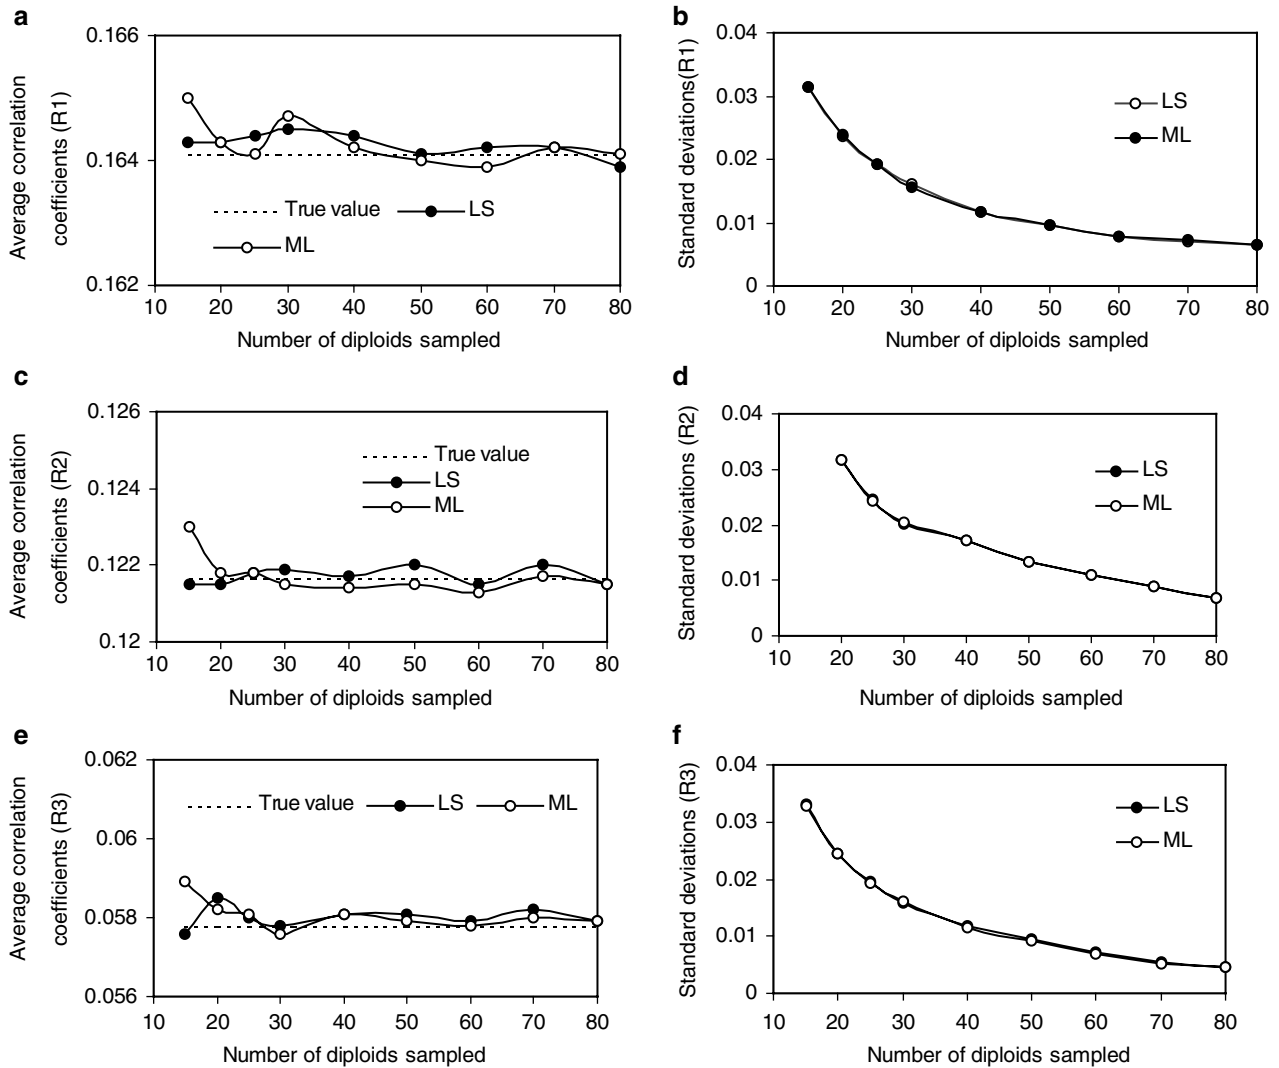 a
Average correlation
coefficients (R1)
0.166
0.164
0.162
True value
LS
ML
10 20 30 40 50 60 70 80
Number of diploids sampled
b
Standard deviations(R1)
0.04
0.03
0.02
0.01
0
LS
ML
10 20 30 40 50 60 70 80
Number of diploids sampled
c
Average correlation
coefficients (R2)
0.126
0.124
0.122
0.12
True value
LS
ML
10 20 30 40 50 60 70 80
Number of diploids sampled
d
Standard deviations (R2)
0.04
0.03
0.02
0.01
0
LS
ML
10 20 30 40 50 60 70 80
Number of diploids sampled
e
Average correlation
coefficients (R3)
0.062
0.06
0.058
0.056
True value LS ML
10 20 30 40 50 60 70 80
Number of diploids sampled
f
Standard deviations (R3)
0.04
0.03
0.02
0.01
0
LS
ML
10 20 30 40 50 60 70 80
Number of diploids sampled